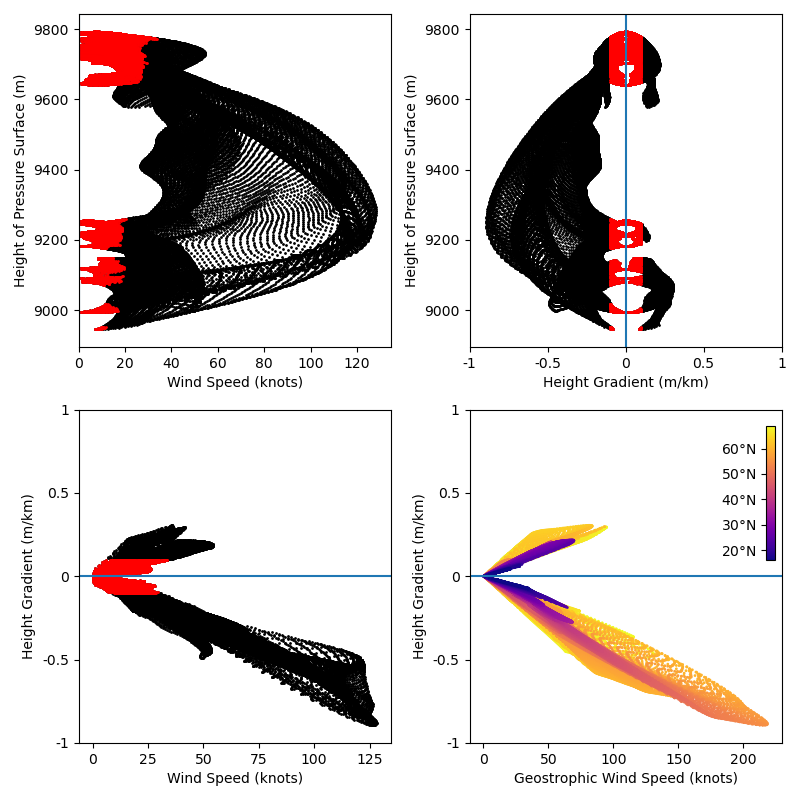 9800
9600
9400
9200
9000
Height of Pressure Surface (m)
0 20 40 60 80 100 120
Wind Speed (knots)
9800
9600
9400
9200
9000
Height of Pressure Surface (m)
-1 -0.5 0 0.5 1
Height Gradient (m/km)
1
0.5
0
-0.5
-1
Height Gradient (m/km)
0 25 50 75 100 125
Wind Speed (knots)
1
0.5
0
-0.5
-1
Height Gradient (m/km)
60°N
50°N
40°N
30°N
20°N
0 50 100 150 200
Geostrophic Wind Speed (knots)